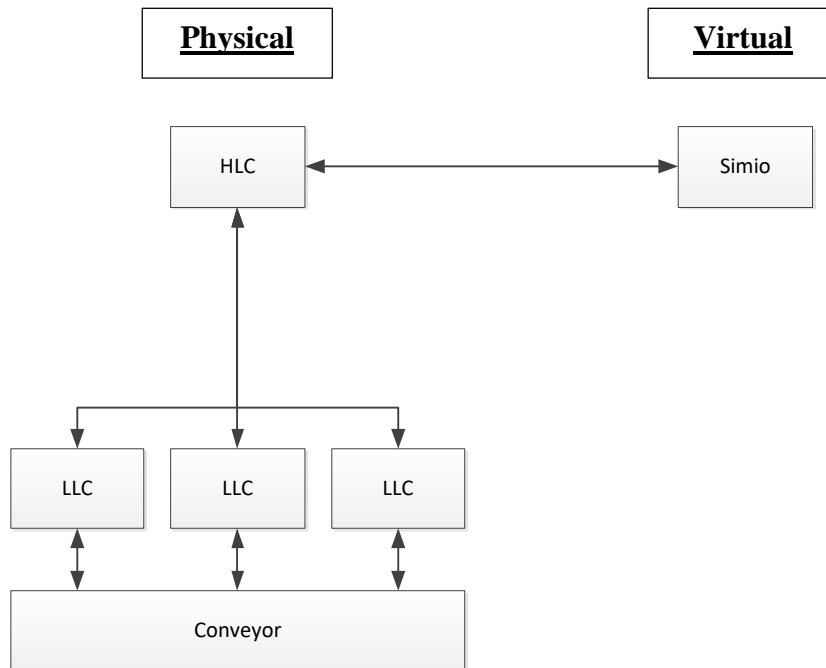 Physical
Virtual
HLC
Simio
LLC
LLC
LLC
Conveyor